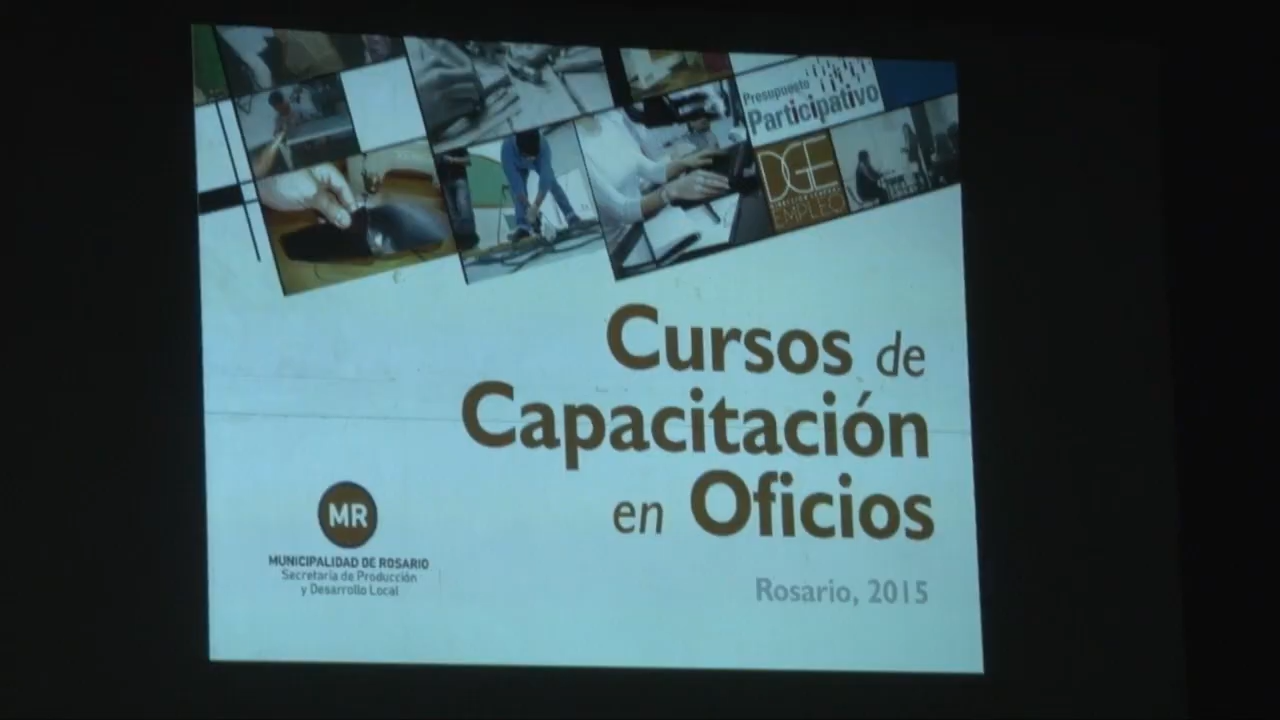 Presupuesto
Participativo
DGE
EMPLEO
Cursos de
Capacitación
en Oficios
MR
MUNICIPALIDAD DE ROSARIO
Secretaría de Producción
y Desarrollo Local
Rosario, 2015